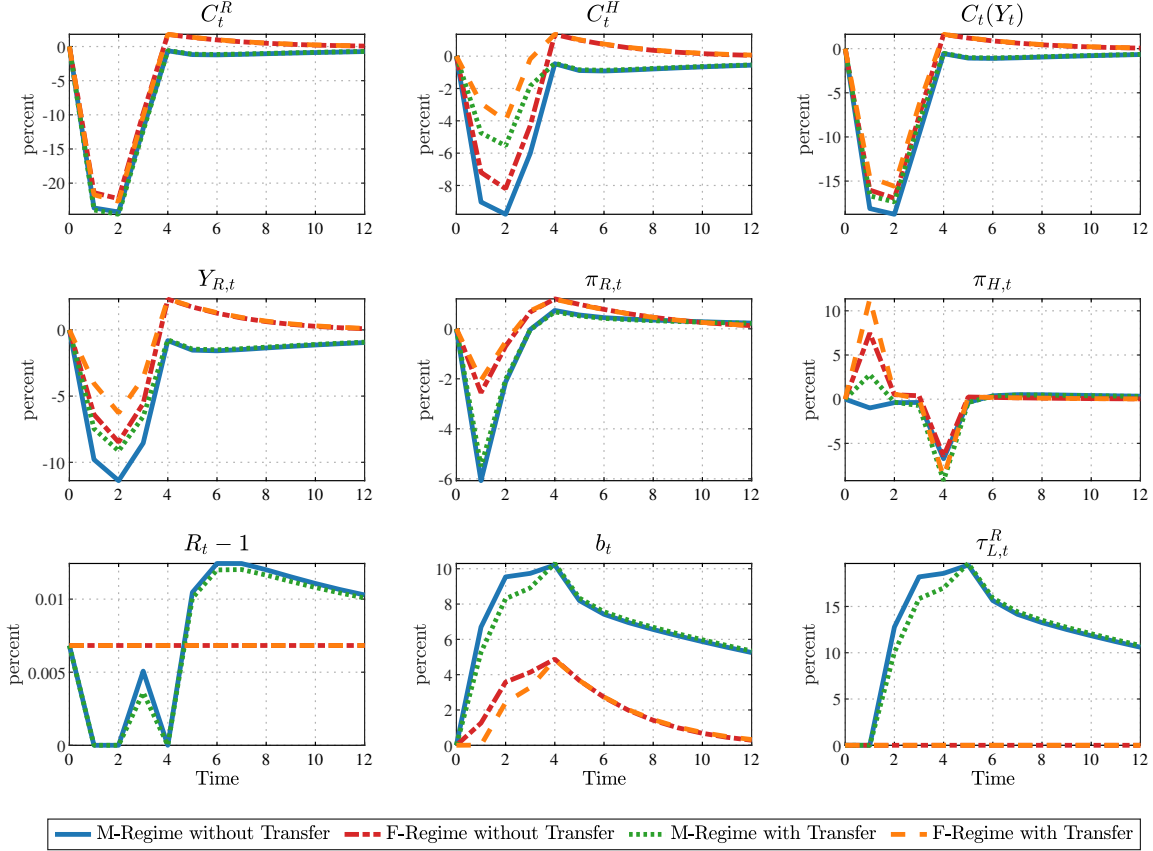 C_t^R C_t^H C_t(Y_t)
percent 0 -5 -10 -15 -20 0 2 4 6 8 10 12
percent 0 -2 -4 -6 -8 0 2 4 6 8 10 12
percent 0 -5 -10 -15 0 2 4 6 8 10 12
Y_{R,t} π_{R,t} π_{H,t}
percent 0 -5 -10 0 2 4 6 8 10 12
percent 0 -2 -4 -6 0 2 4 6 8 10 12
percent 10 5 0 -5 0 2 4 6 8 10 12
R_t − 1 b_t τ_{L,t}^R
percent 0.01 0.005 0 0 2 4 6 8 10 12
percent 10 8 6 4 2 0 0 2 4 6 8 10 12
percent 15 10 5 0 0 2 4 6 8 10 12
Time Time Time
M-Regime without Transfer F-Regime without Transfer M-Regime with Transfer F-Regime with Transfer